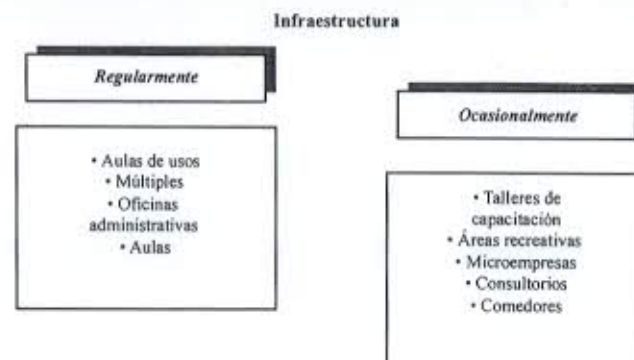 Infraestructura
Regularmente
• Aulas de usos
• Múltiples
• Oficinas
administrativas
• Aulas
Ocasionalmente
• Talleres de
capacitación
• Áreas recreativas
• Microempresas
• Consultorios
• Comedores